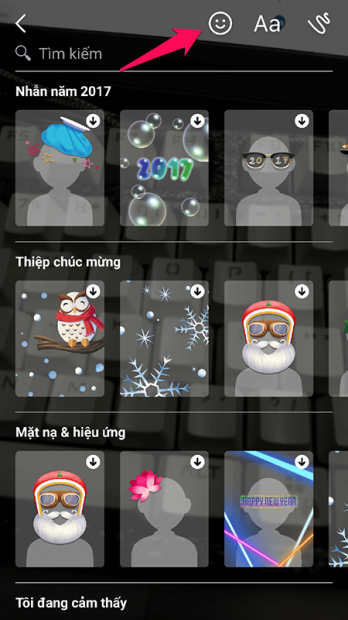 Aa
Tìm kiếm
Nhẫn năm 2017
2017
2017
Thiệp chúc mừng
Mặt nạ & hiệu ứng
HAPPY NEW YEAR
Tôi đang cảm thấy